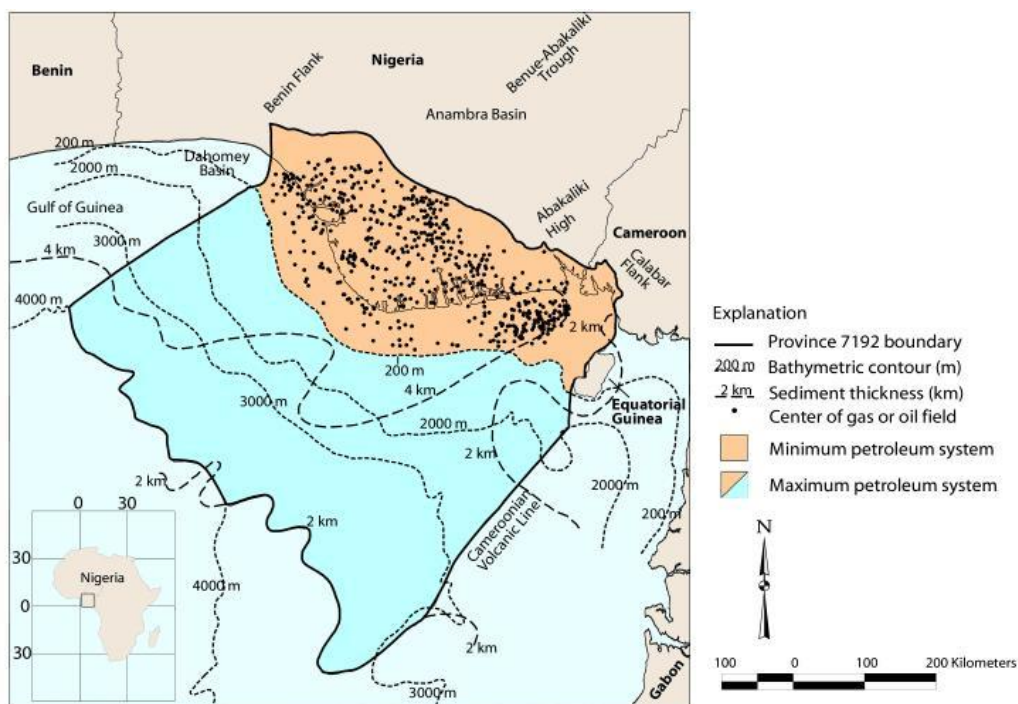 Benin
Nigeria
Benin Flank
Benue-Abakaliki
Trough
Anambra Basin
200 m
2000 m
Dahomey
Basin
Gulf of Guinea
3000 m
4 km
4000 m
Abakaliki
High
Cameroon
Calabar
Flank
2 km
200 m
4 km
3000 m
2000 m
2 km
Equatorial
Guinea
2000 m
200 m
2 km
2 km
Cameroonian
Volcanic Line
4000 m
2 km
3000 m
Gabon
0 30
30
Nigeria
0
30
Explanation
Province 7192 boundary
200 m Bathymetric contour (m)
2 km Sediment thickness (km)
Center of gas or oil field
Minimum petroleum system
Maximum petroleum system
N
100 0 100 200 Kilometers